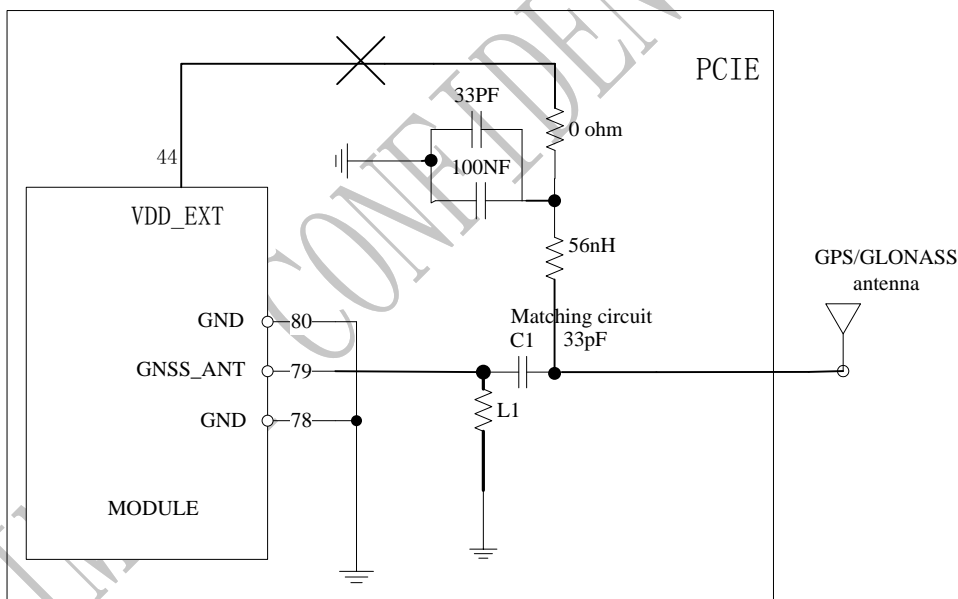 PCIE
33PF
0 ohm
44
100NF
VDD_EXT
56nH
GPS/GLONASS
antenna
Matching circuit
GND
80
C1
33pF
GNSS_ANT
79
L1
GND
78
MODULE
CONFIDEN